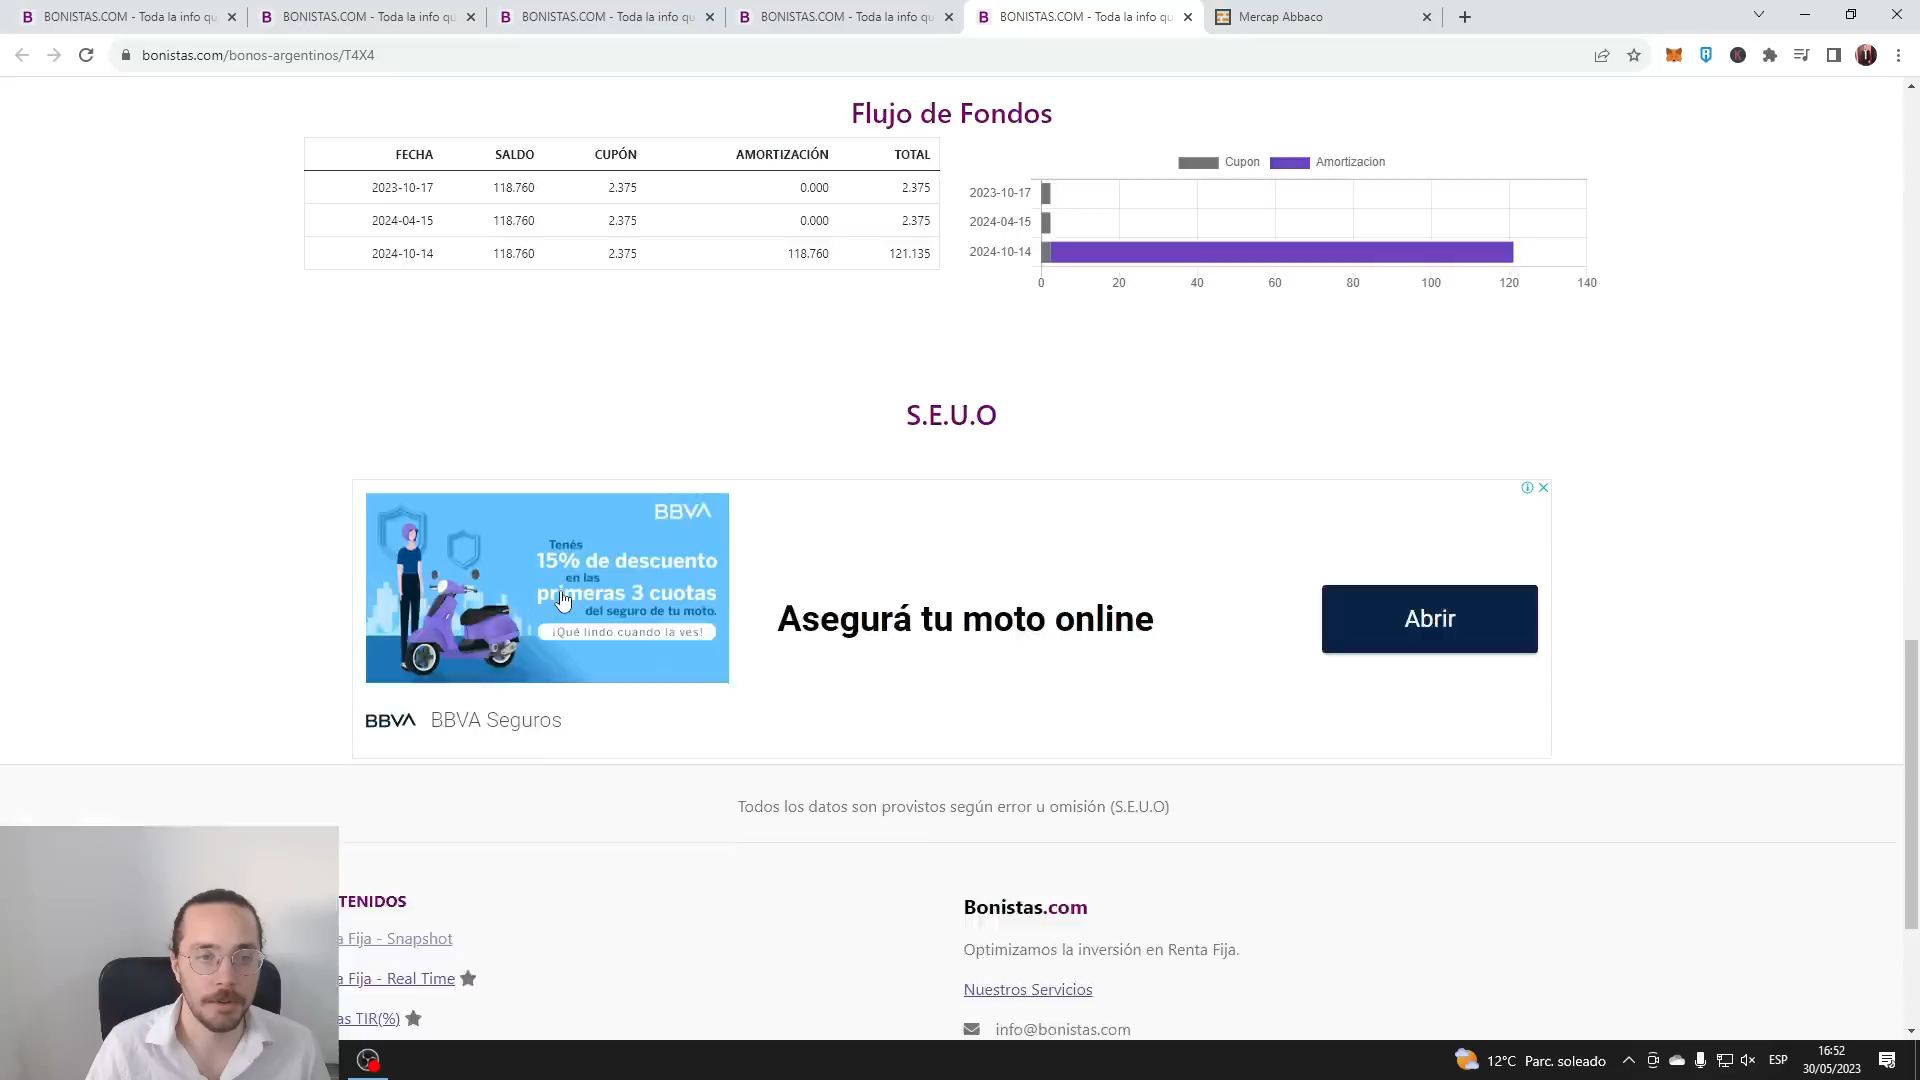 BONISTAS.COM - Toda la info qu
BONISTAS.COM - Toda la info qu
BONISTAS.COM - Toda la info qu
BONISTAS.COM - Toda la info qu
BONISTAS.COM - Toda la info qu
Mercap Abbaco
bonistas.com/bonos-argentinos/T4X4
Flujo de Fondos
FECHA SALDO CUPÓN AMORTIZACIÓN TOTAL
2023-10-17 118.760 2.375 0.000 2.375
2024-04-15 118.760 2.375 0.000 2.375
2024-10-14 118.760 2.375 118.760 121.135
Cupon Amortizacion
2023-10-17
2024-04-15
2024-10-14
0 20 40 60 80 100 120 140
S.E.U.O
BBVA
Tenés
15% de descuento
en las
primeras 3 cuotas
del seguro de tu moto.
¡Qué lindo cuando la ves!
Asegurá tu moto online
Abrir
BBVA BBVA Seguros
Todos los datos son provistos según error u omisión (S.E.U.O)
TENIDOS
a Fija - Snapshot
a Fija - Real Time
as TIR(%)
Bonistas.com
Optimizamos la inversión en Renta Fija.
Nuestros Servicios
info@bonistas.com
12°C Parc. soleado
ESP
16:52
30/05/2023